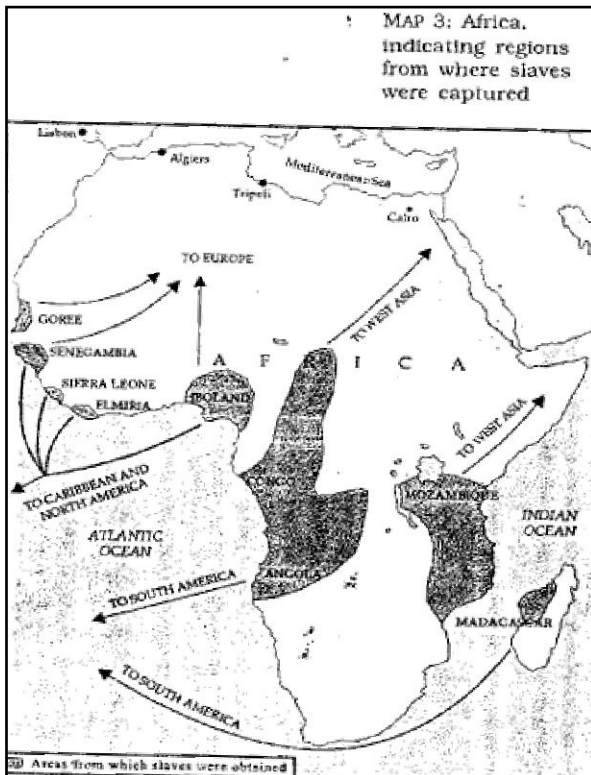 MAP 3: Africa,
indicating regions
from where slaves
were captured
Lisbon
Algiers
Mediterranean Sea
Tripoli
Cairo
TO EUROPE
TO WEST ASIA
GOREE
SENEGAMBIA
A F R I C A
SIERRA LEONE
ELMIRIA
IBOLAND
TO WEST ASIA
TO CARIBBEAN AND
NORTH AMERICA
CONGO
MOZAMBIQUE
INDIAN
OCEAN
ATLANTIC
OCEAN
ANGOLA
TO SOUTH AMERICA
MADAGASCAR
TO SOUTH AMERICA
Areas from which slaves were obtained